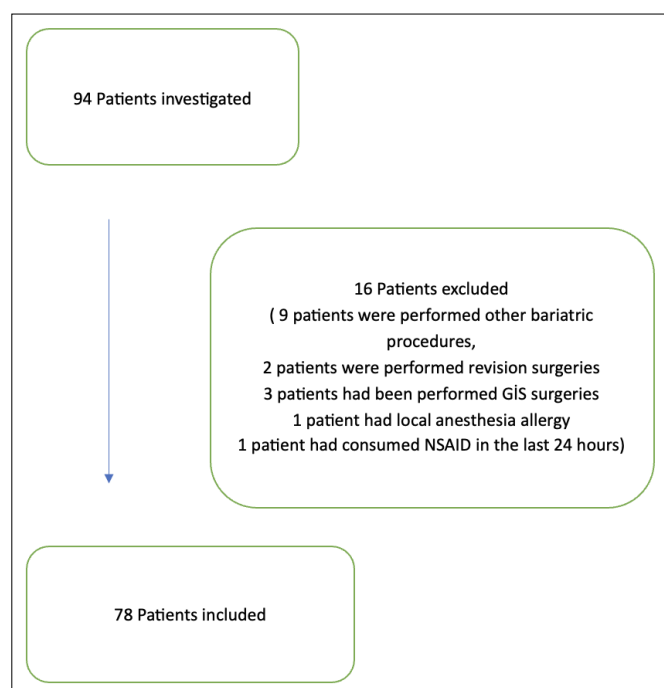 94 Patients investigated
16 Patients excluded
( 9 patients were performed other bariatric
procedures,
2 patients were performed revision surgeries
3 patients had been performed GİS surgeries
1 patient had local anesthesia allergy
1 patient had consumed NSAID in the last 24 hours)
78 Patients included